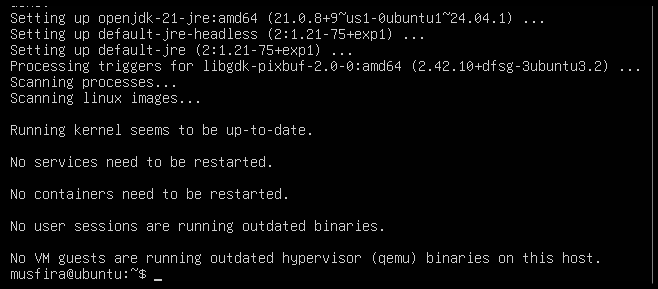 Setting up openjdk-21-jre:amd64 (21.0.8+9~us1-0ubuntu1~24.04.1) ...
Setting up default-jre-headless (2:1.21-75+exp1) ...
Setting up default-jre (2:1.21-75+exp1) ...
Processing triggers for libgdk-pixbuf-2.0-0:amd64 (2.42.10+dfsg-3ubuntu3.2) ...
Scanning processes...
Scanning linux images...
Running kernel seems to be up-to-date.
No services need to be restarted.
No containers need to be restarted.
No user sessions are running outdated binaries.
No VM guests are running outdated hypervisor (qemu) binaries on this host.
musfira@ubuntu:~$ _